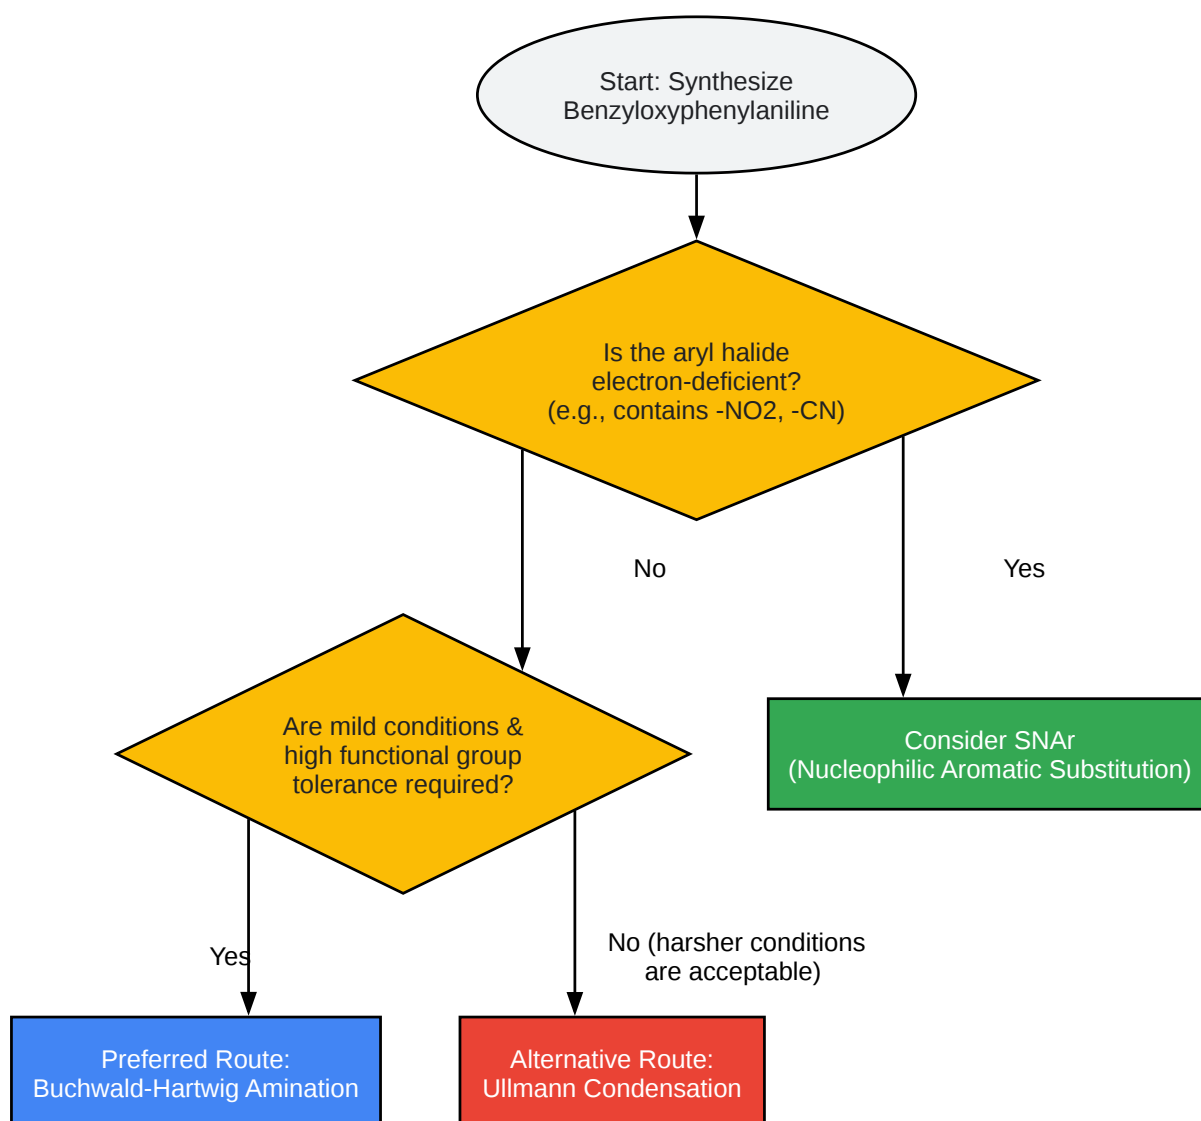 Start: Synthesize
Benzyloxyphenylaniline
Is the aryl halide
electron-deficient?
(e.g., contains -NO2, -CN)
No
Yes
Are mild conditions &
high functional group
tolerance required?
Consider SNAr
(Nucleophilic Aromatic Substitution)
Yes
No (harsher conditions
are acceptable)
Preferred Route:
Buchwald-Hartwig Amination
Alternative Route:
Ullmann Condensation